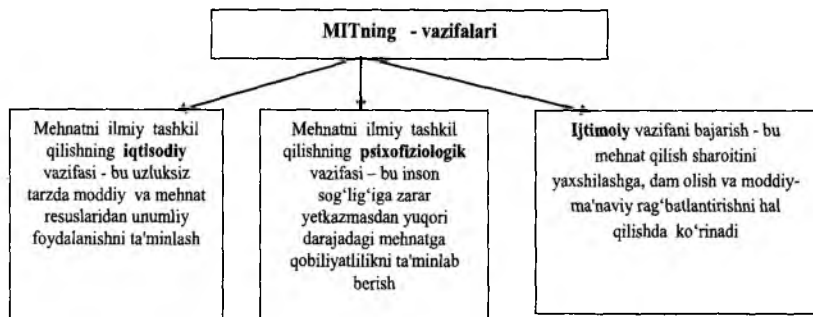 MITning - vazifalari
Mehnatni ilmiy tashkil
qilishning iqtisodiy
vazifasi - bu uzluksiz
tarzda moddiy va mehnat
resuslaridan unumliy
foydalanishni ta'minlash
Mehnatni ilmiy tashkil
qilishning psixofiziologik
vazifasi – bu inson
sog‘lig‘iga zarar
yetkazmasdan yuqori
darajadagi mehnatga
qobiliyatlilikni ta'minlab
berish
Ijtimoiy vazifani bajarish - bu
mehnat qilish sharoitini
yaxshilashga, dam olish va moddiy-
ma'naviy rag‘batlantirishni hal
qilishda ko‘rinadi